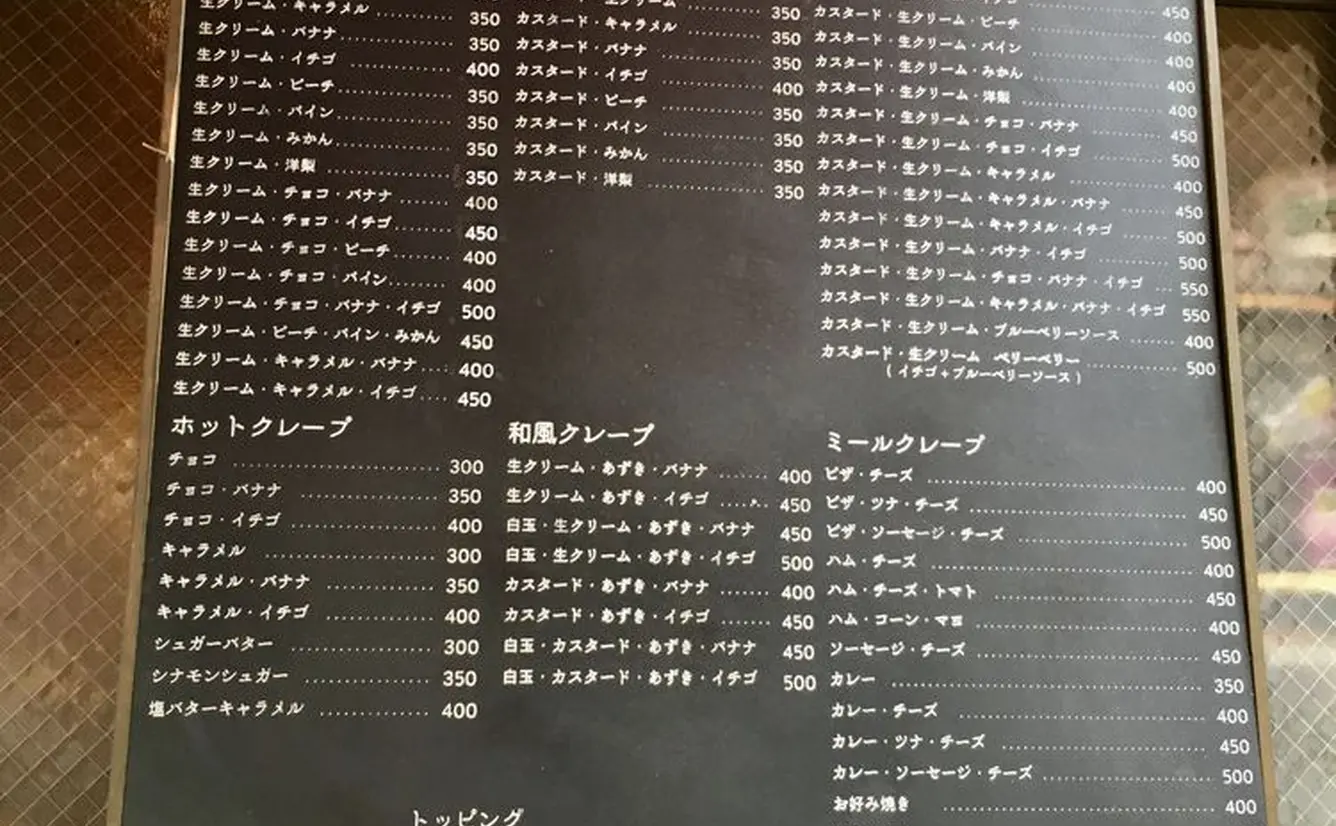 生クリーム・キャラメル ........... 350
生クリーム・バナナ ........... 350
生クリーム・イチゴ ........... 400
生クリーム・ピーチ ........... 350
生クリーム・パイン ........... 350
生クリーム・みかん ........... 350
生クリーム・洋梨 ........... 350
生クリーム・チョコ・バナナ ....... 400
生クリーム・チョコ・イチゴ ....... 450
生クリーム・チョコ・ピーチ ....... 400
生クリーム・チョコ・パイン ....... 400
生クリーム・チョコ・バナナ・イチゴ 500
生クリーム・ピーチ・パイン・みかん 450
生クリーム・キャラメル・バナナ .... 400
生クリーム・キャラメル・イチゴ .... 450
350
カスタード・キャラメル ........... 350
カスタード・バナナ ........... 350
カスタード・イチゴ ........... 400
カスタード・ピーチ ........... 350
カスタード・パイン ........... 350
カスタード・みかん ........... 350
カスタード・洋梨 ........... 350
450
カスタード・生クリーム・ピーチ ........... 400
カスタード・生クリーム・パイン ........... 400
カスタード・生クリーム・みかん ........... 400
カスタード・生クリーム・洋梨 ........... 400
カスタード・生クリーム・チョコ・バナナ ....... 450
カスタード・生クリーム・チョコ・イチゴ ....... 500
カスタード・生クリーム・キャラメル ........... 400
カスタード・生クリーム・キャラメル・バナナ ....... 450
カスタード・生クリーム・キャラメル・イチゴ ....... 500
カスタード・生クリーム・バナナ・イチゴ ....... 500
カスタード・生クリーム・チョコ・バナナ・イチゴ ... 550
カスタード・生クリーム・キャラメル・バナナ・イチゴ 550
カスタード・生クリーム・ブルーベリーソース ....... 400
カスタード・生クリーム ベリーベリー ........... 500
(イチゴ+ブルーベリーソース)
ホットクレープ
チョコ ........... 300
チョコ・バナナ ........... 350
チョコ・イチゴ ........... 400
キャラメル ........... 300
キャラメル・バナナ ........... 350
キャラメル・イチゴ ........... 400
シュガーバター ........... 300
シナモンシュガー ........... 350
塩バターキャラメル ........... 400
和風クレープ
生クリーム・あずき・バナナ ....... 400
生クリーム・あずき・イチゴ ....... 450
白玉・生クリーム・あずき・バナナ 450
白玉・生クリーム・あずき・イチゴ 500
カスタード・あずき・バナナ ....... 400
カスタード・あずき・イチゴ ....... 450
白玉・カスタード・あずき・バナナ 450
白玉・カスタード・あずき・イチゴ 500
ミールクレープ
ピザ・チーズ ........... 400
ピザ・ツナ・チーズ ........... 450
ピザ・ソーセージ・チーズ ........... 500
ハム・チーズ ........... 400
ハム・チーズ・トマト ........... 450
ハム・コーン・マヨ ........... 400
ソーセージ・チーズ ........... 450
カレー ........... 350
カレー・チーズ ........... 400
カレー・ツナ・チーズ ........... 450
カレー・ソーセージ・チーズ ........... 500
お好み焼き ........... 400
トッピング